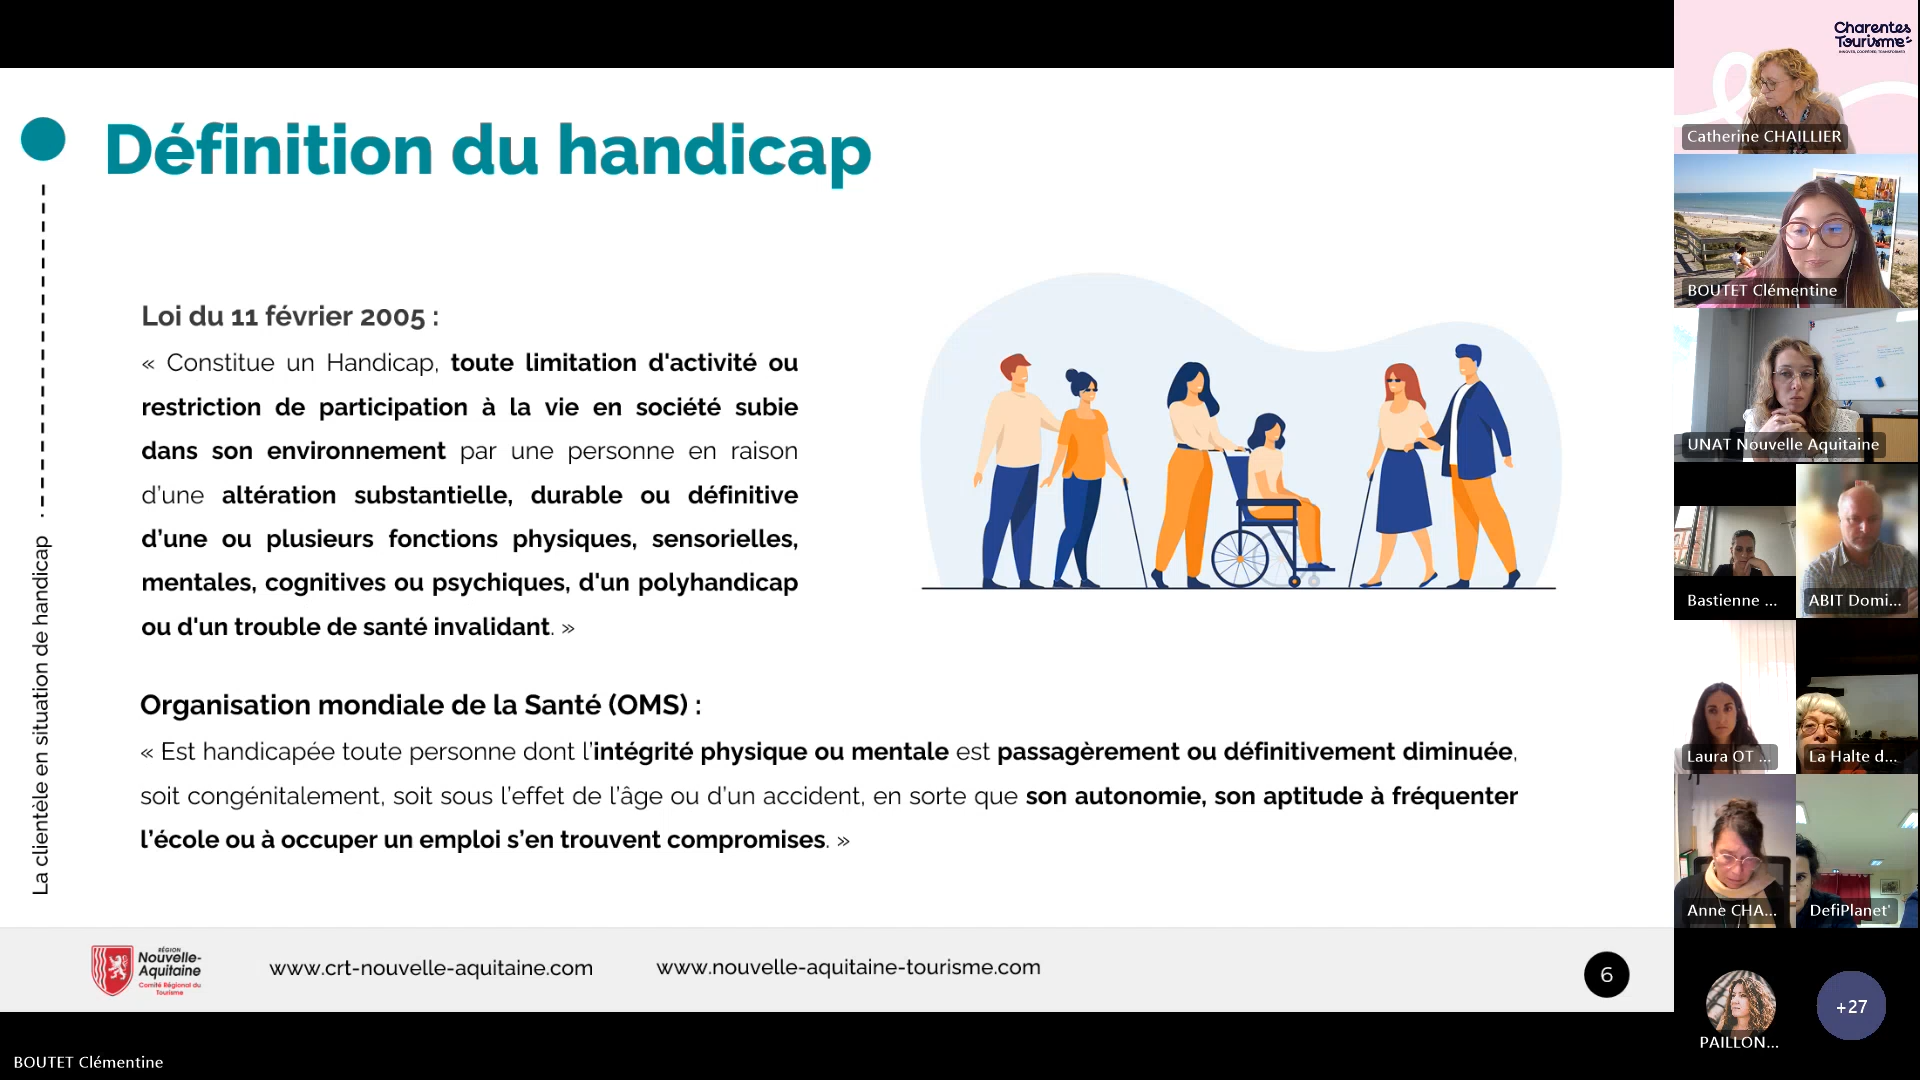 Définition du handicap
Loi du 11 février 2005 :
« Constitue un Handicap, toute limitation d'activité ou
restriction de participation à la vie en société subie
dans son environnement par une personne en raison
d’une altération substantielle, durable ou définitive
d’une ou plusieurs fonctions physiques, sensorielles,
mentales, cognitives ou psychiques, d'un polyhandicap
ou d'un trouble de santé invalidant. »
Organisation mondiale de la Santé (OMS) :
« Est handicapée toute personne dont l’intégrité physique ou mentale est passagèrement ou définitivement diminuée,
soit congénitalement, soit sous l’effet de l’âge ou d’un accident, en sorte que son autonomie, son aptitude à fréquenter
l’école ou à occuper un emploi s’en trouvent compromises. »
La clientèle en situation de handicap
RÉGION
Nouvelle-
Aquitaine
Comité Régional du
Tourisme
www.crt-nouvelle-aquitaine.com
www.nouvelle-aquitaine-tourisme.com
6
BOUTET Clémentine
Charentes
Tourisme
Catherine CHAILLIER
BOUTET Clémentine
UNAT Nouvelle Aquitaine
Bastienne ...
ABIT Domi...
Laura OT ...
La Halte d...
Anne CHA...
DefiPlanet'
PAILLON...
+27